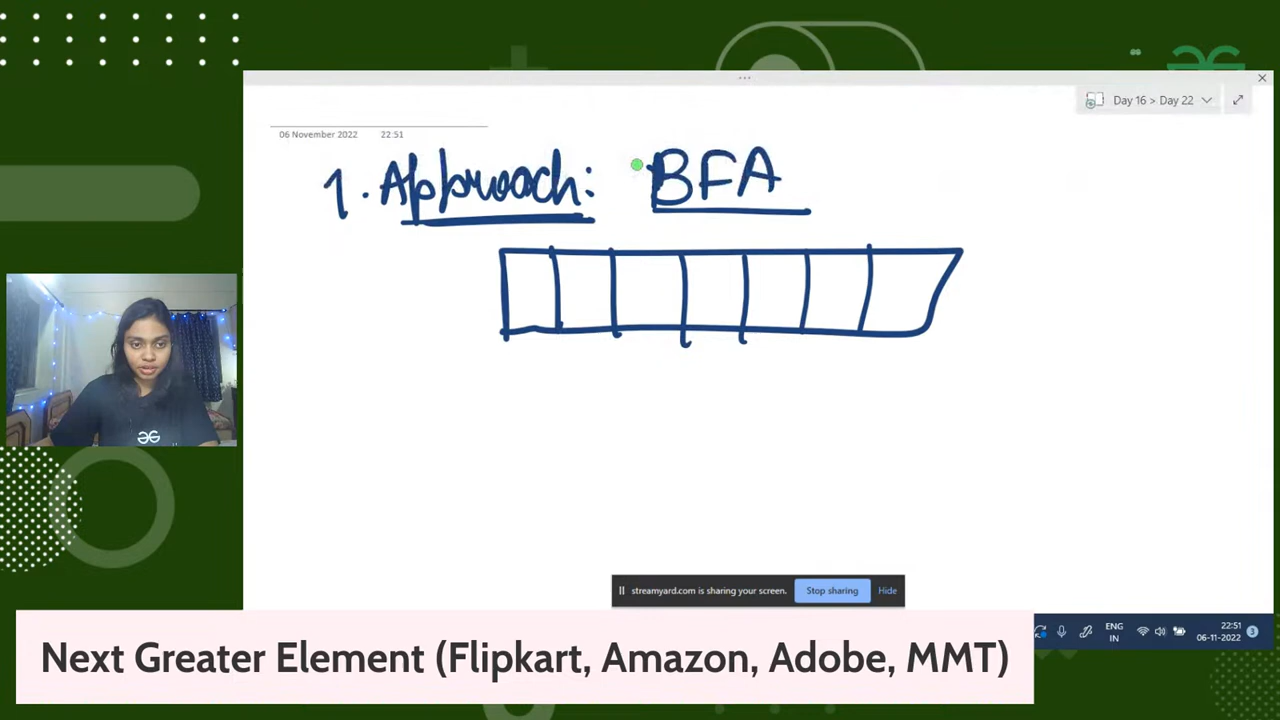 Day 16 > Day 22
06 November 2022 22:51
1. Approach: BFA
streamyard.com is sharing your screen. Stop sharing Hide
ENG
IN
22:51
06-11-2022
3
Next Greater Element (Flipkart, Amazon, Adobe, MMT)